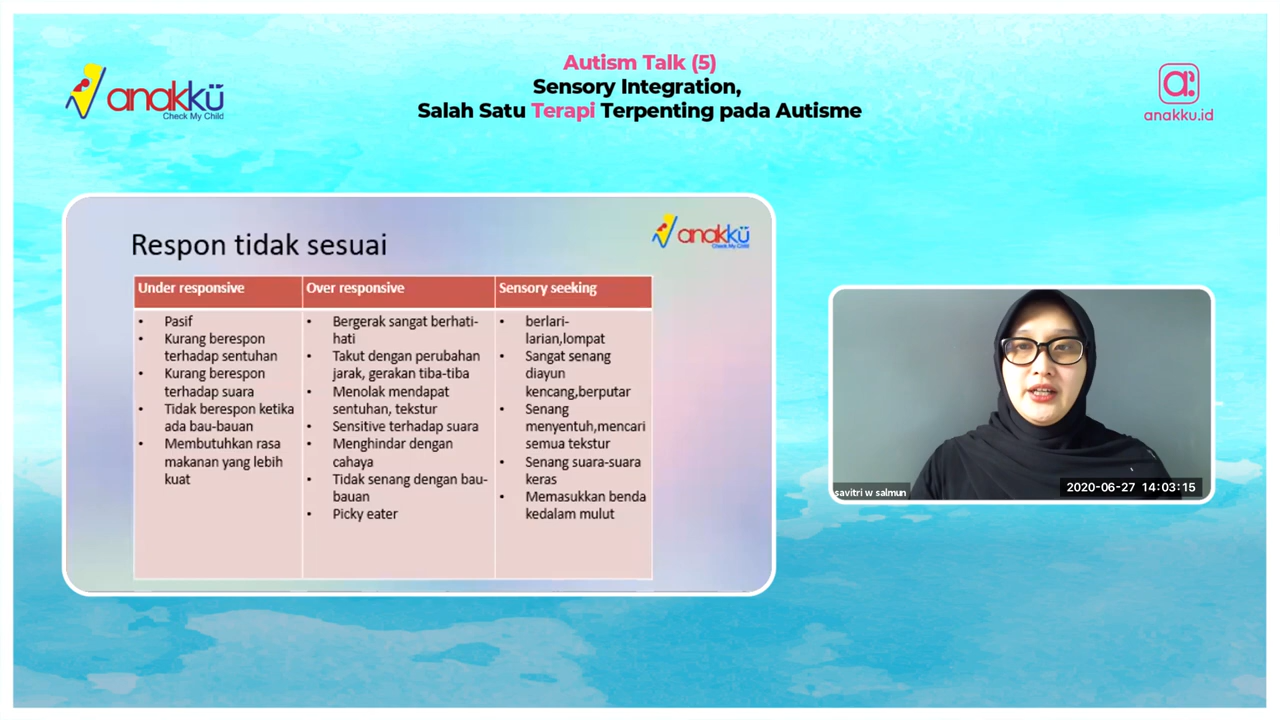 Autism Talk (5)
Sensory Integration,
Salah Satu Terapi Terpenting pada Autisme
anakkü
Check My Child
anakku.id
Respon tidak sesuai
anakkü
Check My Child
Under responsive
Pasif
Kurang berespon
terhadap sentuhan
Kurang berespon
terhadap suara
Tidak berespon ketika
ada bau-bauan
Membutuhkan rasa
makanan yang lebih
kuat
Over responsive
Bergerak sangat berhati-
hati
Takut dengan perubahan
jarak, gerakan tiba-tiba
Menolak mendapat
sentuhan, tekstur
Sensitive terhadap suara
Menghindar dengan
cahaya
Tidak senang dengan bau-
bauan
Picky eater
Sensory seeking
berlari-
larian,lompat
Sangat senang
diayun
kencang,berputar
Senang
menyentuh,mencari
semua tekstur
Senang suara-suara
keras
Memasukkan benda
kedalam mulut
savitri w salmun
2020-06-27 14:03:15